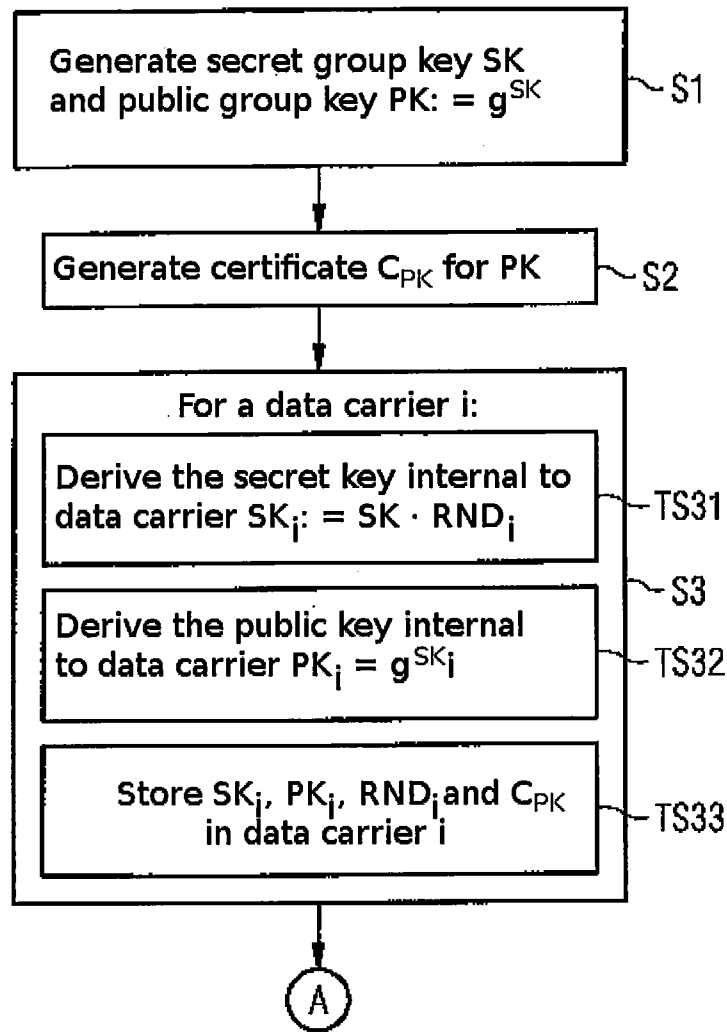 Generate secret group key SK
and public group key PK: = g^SK
S1
Generate certificate C_PK for PK
S2
For a data carrier i:
Derive the secret key internal to
data carrier SK_i: = SK · RND_i
TS31
S3
Derive the public key internal
to data carrier PK_i = g^SK_i
TS32
Store SK_i, PK_i, RND_i and C_PK
in data carrier i
TS33
A